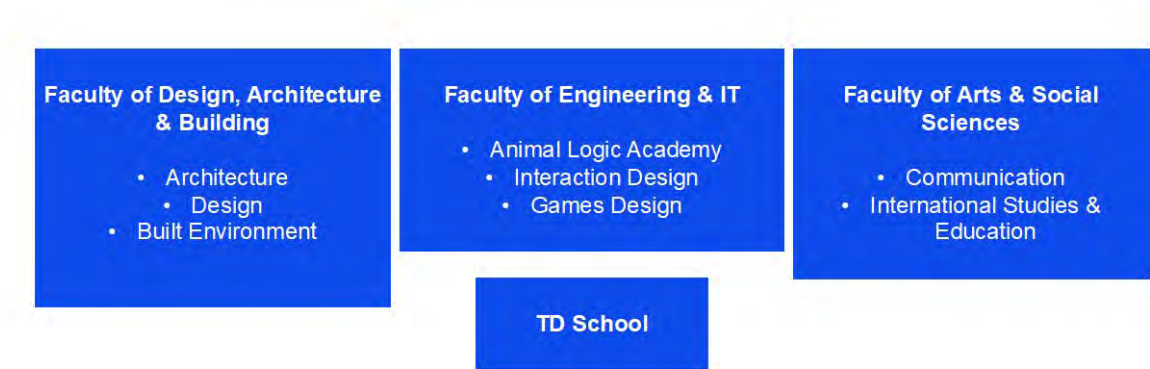 Faculty of Design, Architecture
& Building
• Architecture
• Design
• Built Environment
Faculty of Engineering & IT
• Animal Logic Academy
• Interaction Design
• Games Design
Faculty of Arts & Social
Sciences
• Communication
• International Studies &
Education
TD School